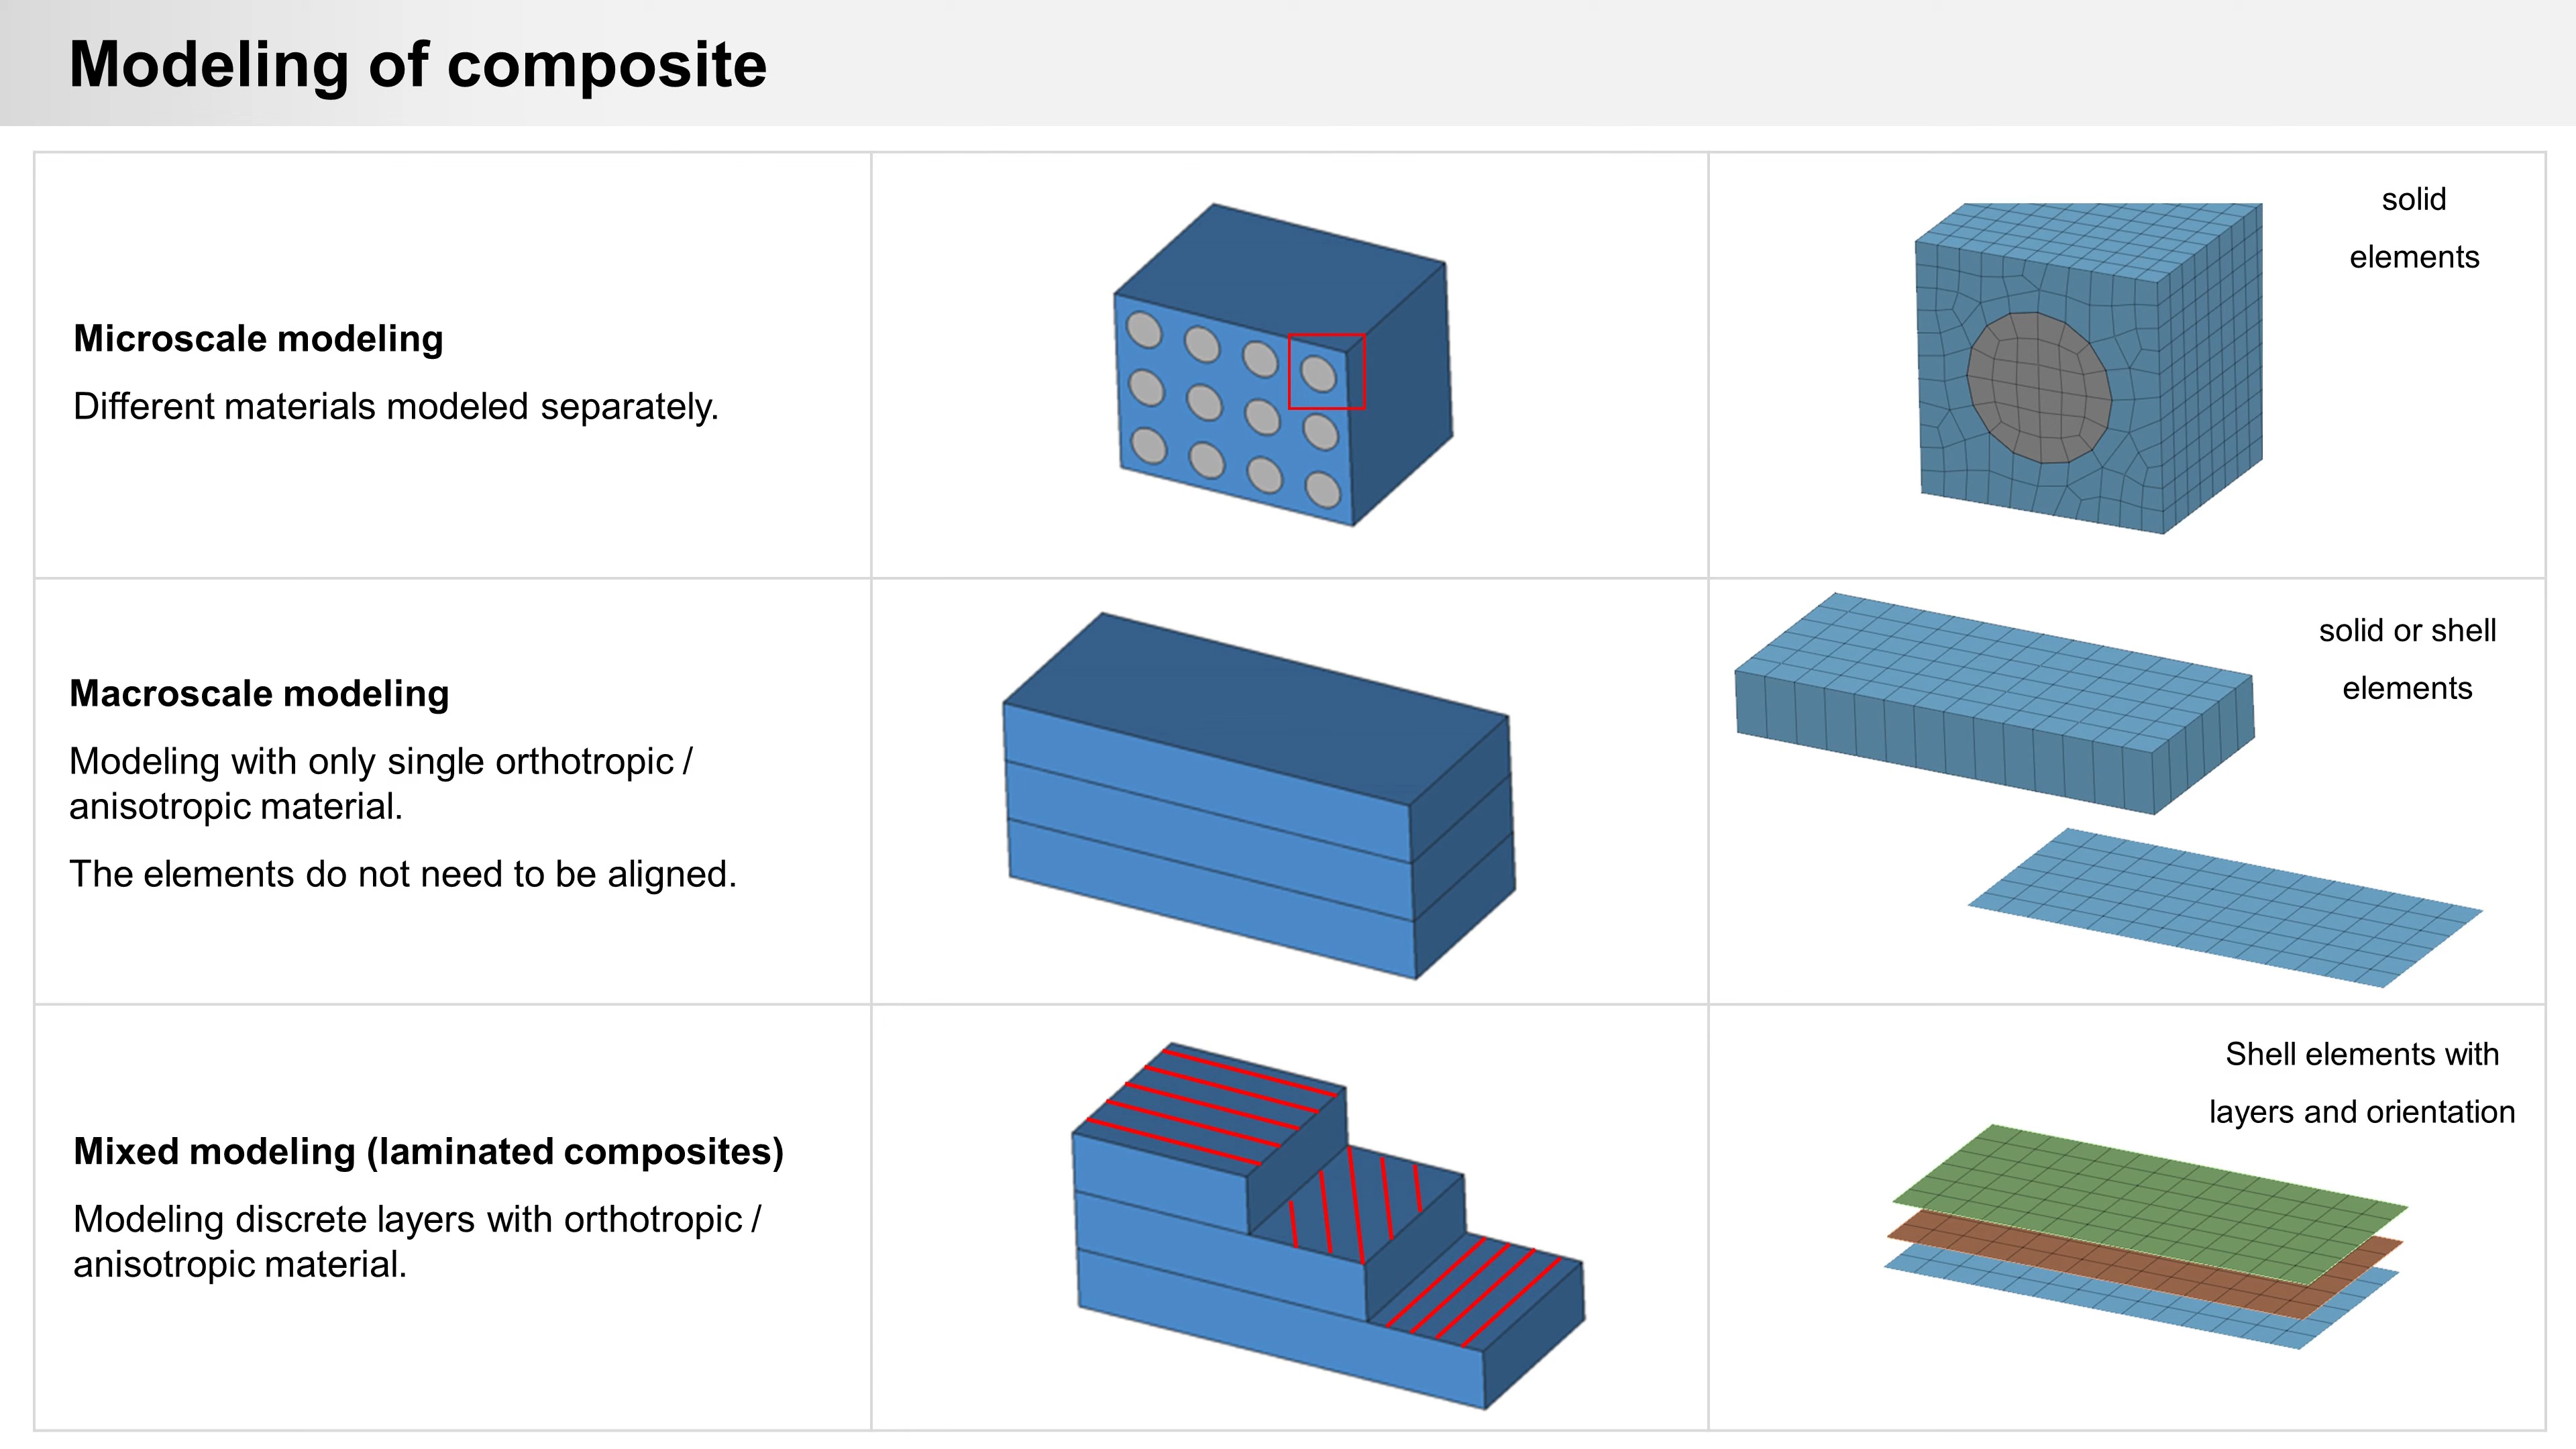 Modeling of composite
Microscale modeling
Different materials modeled separately.
solid
elements
Macroscale modeling
Modeling with only single orthotropic /
anisotropic material.
The elements do not need to be aligned.
solid or shell
elements
Mixed modeling (laminated composites)
Modeling discrete layers with orthotropic /
anisotropic material.
Shell elements with
layers and orientation